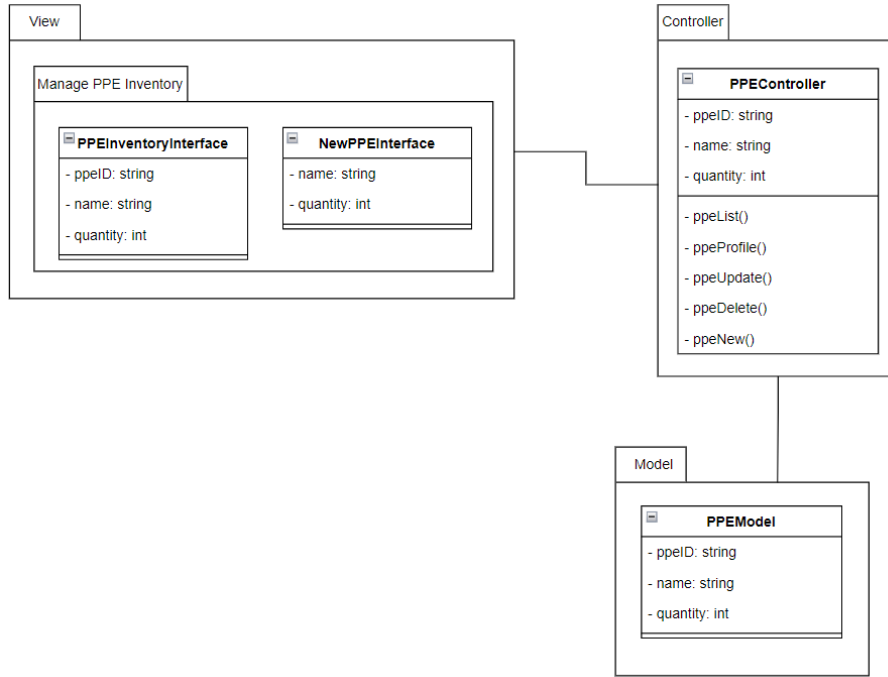 View
Manage PPE Inventory
PPEInventoryInterface
- ppeID: string
- name: string
- quantity: int
NewPPEInterface
- name: string
- quantity: int
Controller
PPEController
- ppeID: string
- name: string
- quantity: int
- ppeList()
- ppeProfile()
- ppeUpdate()
- ppeDelete()
- ppeNew()
Model
PPEModel
- ppeID: string
- name: string
- quantity: int